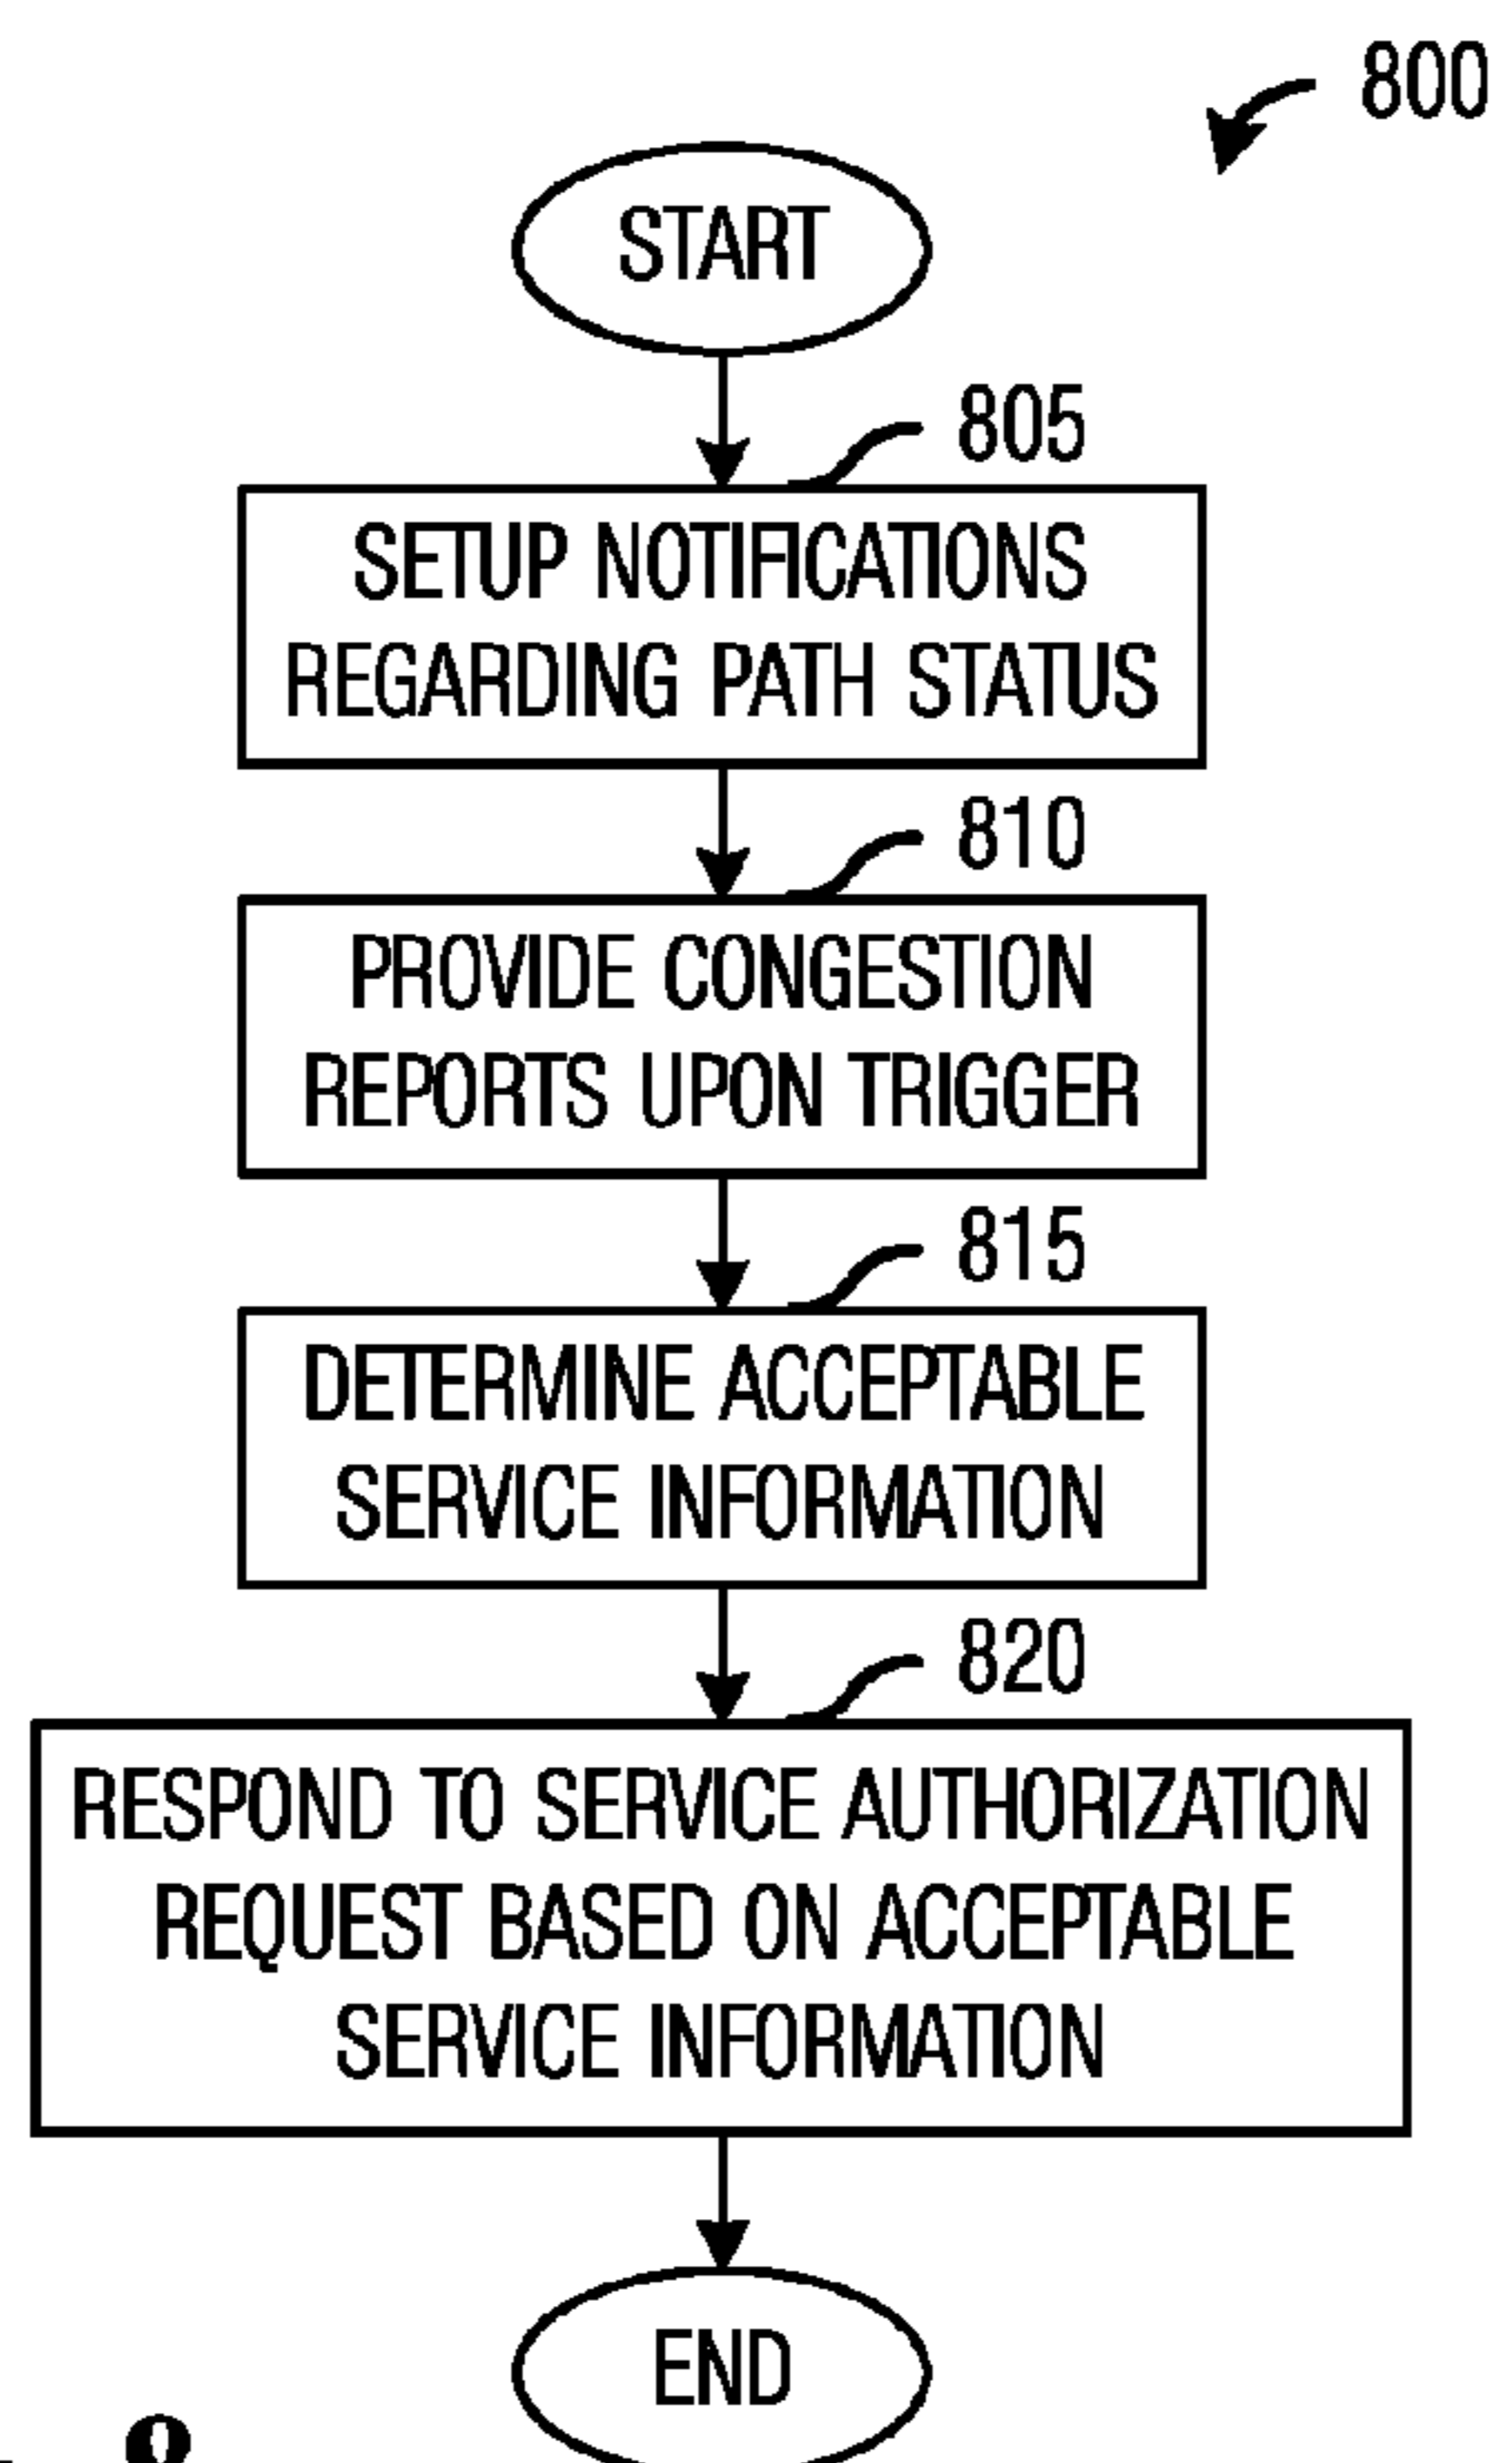 800
START
805
SETUP NOTIFICATIONS
REGARDING PATH STATUS
810
PROVIDE CONGESTION
REPORTS UPON TRIGGER
815
DETERMINE ACCEPTABLE
SERVICE INFORMATION
820
RESPOND TO SERVICE AUTHORIZATION
REQUEST BASED ON ACCEPTABLE
SERVICE INFORMATION
END